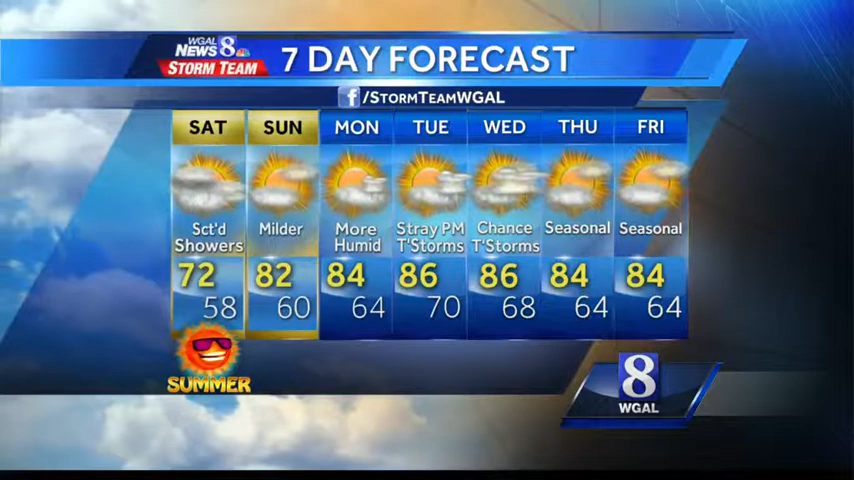 WGAL
NEWS 8
STORM TEAM
7 DAY FORECAST
f/STORMTEAMWGAL
SAT SUN MON TUE WED THU FRI
Sct'd Showers Milder More Humid Stray PM T'Storms Chance T'Storms Seasonal Seasonal
72 82 84 86 86 84 84
58 60 64 70 68 64 64
SUMMER
8
WGAL